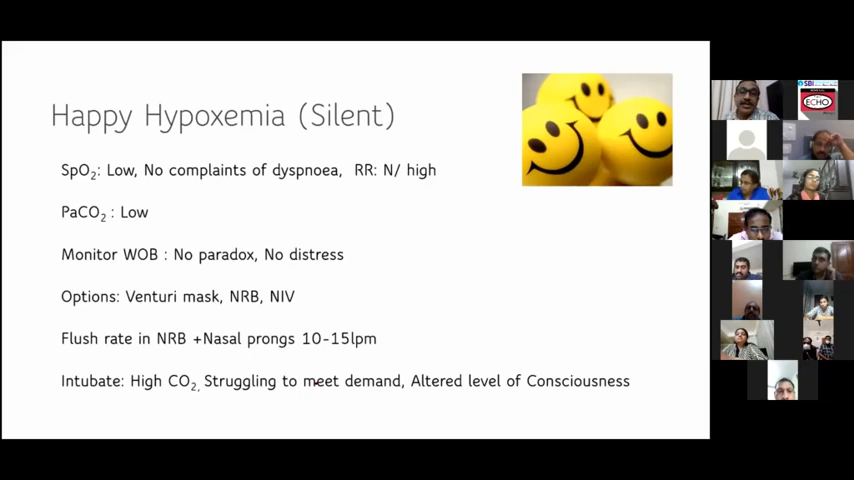 Happy Hypoxemia (Silent)
SpO2: Low, No complaints of dyspnoea, RR: N/ high
PaCO2 : Low
Monitor WOB : No paradox, No distress
Options: Venturi mask, NRB, NIV
Flush rate in NRB +Nasal prongs 10-15lpm
Intubate: High CO2, Struggling to meet demand, Altered level of Consciousness
SBI
ECHO